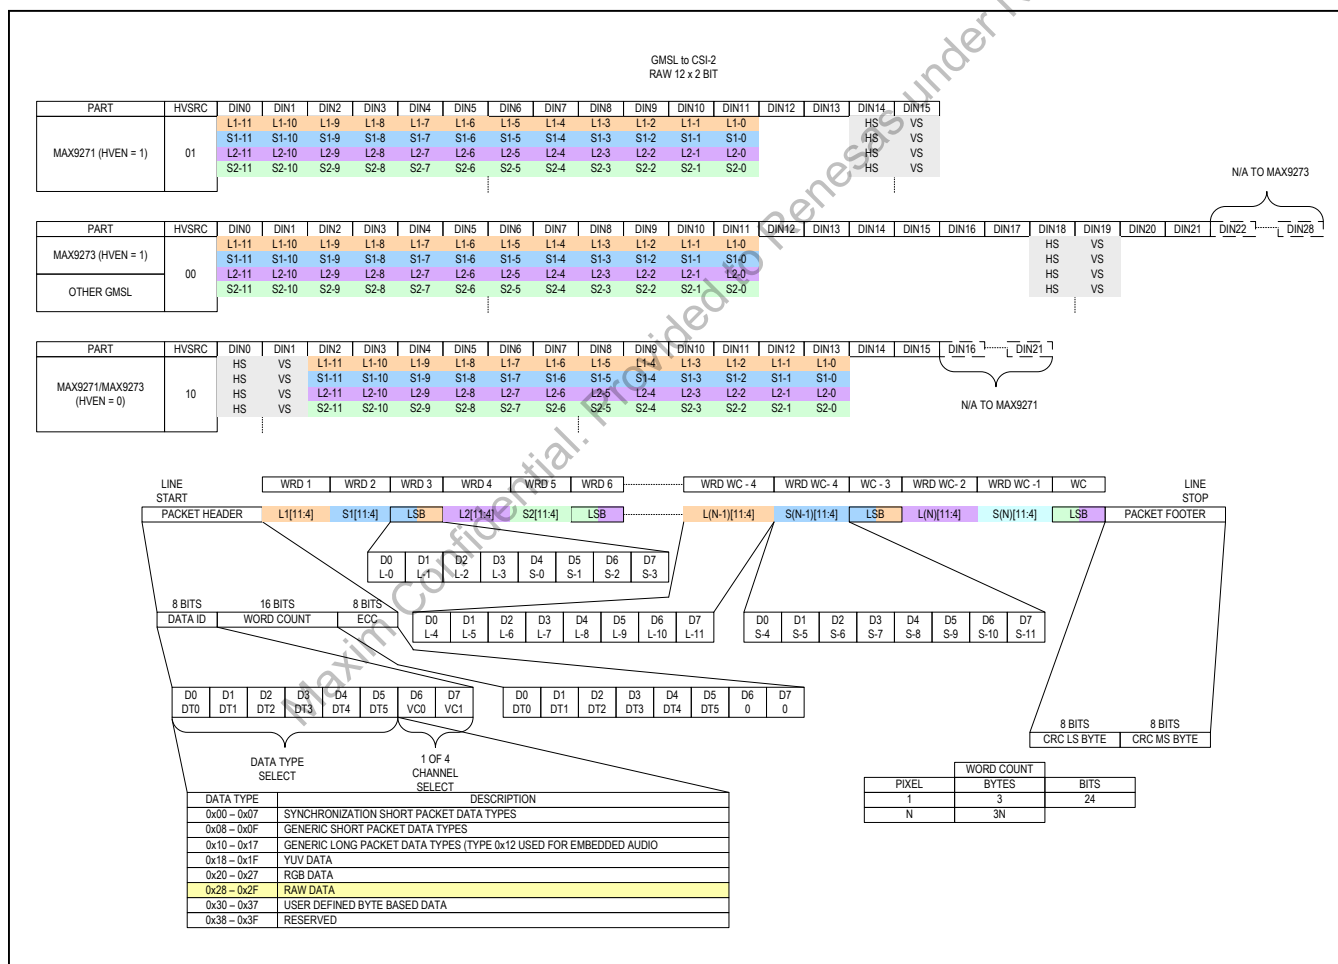 GMSL to CSI-2
RAW 12 x 2 BIT
PART HVSRC DIN0 DIN1 DIN2 DIN3 DIN4 DIN5 DIN6 DIN7 DIN8 DIN9 DIN10 DIN11 DIN12 DIN13 DIN14 DIN15
MAX9271 (HVEN = 1) 01
L1-11 L1-10 L1-9 L1-8 L1-7 L1-6 L1-5 L1-4 L1-3 L1-2 L1-1 L1-0 HS VS
S1-11 S1-10 S1-9 S1-8 S1-7 S1-6 S1-5 S1-4 S1-3 S1-2 S1-1 S1-0 HS VS
L2-11 L2-10 L2-9 L2-8 L2-7 L2-6 L2-5 L2-4 L2-3 L2-2 L2-1 L2-0 HS VS
S2-11 S2-10 S2-9 S2-8 S2-7 S2-6 S2-5 S2-4 S2-3 S2-2 S2-1 S2-0 HS VS
N/A TO MAX9273
PART HVSRC DIN0 DIN1 DIN2 DIN3 DIN4 DIN5 DIN6 DIN7 DIN8 DIN9 DIN10 DIN11 DIN12 DIN13 DIN14 DIN15 DIN16 DIN17 DIN18 DIN19 DIN20 DIN21 DIN22 DIN28
MAX9273 (HVEN = 1)
OTHER GMSL
00
L1-11 L1-10 L1-9 L1-8 L1-7 L1-6 L1-5 L1-4 L1-3 L1-2 L1-1 L1-0 HS VS
S1-11 S1-10 S1-9 S1-8 S1-7 S1-6 S1-5 S1-4 S1-3 S1-2 S1-1 S1-0 HS VS
L2-11 L2-10 L2-9 L2-8 L2-7 L2-6 L2-5 L2-4 L2-3 L2-2 L2-1 L2-0 HS VS
S2-11 S2-10 S2-9 S2-8 S2-7 S2-6 S2-5 S2-4 S2-3 S2-2 S2-1 S2-0 HS VS
PART HVSRC DIN0 DIN1 DIN2 DIN3 DIN4 DIN5 DIN6 DIN7 DIN8 DIN9 DIN10 DIN11 DIN12 DIN13 DIN14 DIN15 DIN16 DIN21
MAX9271/MAX9273
(HVEN = 0)
10
HS VS L1-11 L1-10 L1-9 L1-8 L1-7 L1-6 L1-5 L1-4 L1-3 L1-2 L1-1 L1-0
HS VS S1-11 S1-10 S1-9 S1-8 S1-7 S1-6 S1-5 S1-4 S1-3 S1-2 S1-1 S1-0
HS VS L2-11 L2-10 L2-9 L2-8 L2-7 L2-6 L2-5 L2-4 L2-3 L2-2 L2-1 L2-0
HS VS S2-11 S2-10 S2-9 S2-8 S2-7 S2-6 S2-5 S2-4 S2-3 S2-2 S2-1 S2-0
N/A TO MAX9271
LINE
START
WRD 1 WRD 2 WRD 3 WRD 4 WRD 5 WRD 6 WRD WC - 4 WRD WC- 4 WC - 3 WRD WC- 2 WRD WC -1 WC
LINE
STOP
PACKET HEADER L1[11:4] S1[11:4] LSB L2[11:4] S2[11:4] LSB L(N-1)[11:4] S(N-1)[11:4] LSB L(N)[11:4] S(N)[11:4] LSB PACKET FOOTER
D0 D1 D2 D3 D4 D5 D6 D7
L-0 L-1 L-2 L-3 S-0 S-1 S-2 S-3
8 BITS 16 BITS 8 BITS
DATA ID WORD COUNT ECC
D0 D1 D2 D3 D4 D5 D6 D7
L-4 L-5 L-6 L-7 L-8 L-9 L-10 L-11
D0 D1 D2 D3 D4 D5 D6 D7
S-4 S-5 S-6 S-7 S-8 S-9 S-10 S-11
D0 D1 D2 D3 D4 D5 D6 D7
DT0 DT1 DT2 DT3 DT4 DT5 VC0 VC1
D0 D1 D2 D3 D4 D5 D6 D7
DT0 DT1 DT2 DT3 DT4 DT5 0 0
8 BITS 8 BITS
CRC LS BYTE CRC MS BYTE
DATA TYPE
SELECT
1 OF 4
CHANNEL
SELECT
WORD COUNT
PIXEL BYTES BITS
1 3 24
N 3N
DATA TYPE DESCRIPTION
0x00 – 0x07 SYNCHRONIZATION SHORT PACKET DATA TYPES
0x08 – 0x0F GENERIC SHORT PACKET DATA TYPES
0x10 – 0x17 GENERIC LONG PACKET DATA TYPES (TYPE 0x12 USED FOR EMBEDDED AUDIO
0x18 – 0x1F YUV DATA
0x20 – 0x27 RGB DATA
0x28 – 0x2F RAW DATA
0x30 – 0x37 USER DEFINED BYTE BASED DATA
0x38 – 0x3F RESERVED
Maxim Confidential. Provided to Renesas under